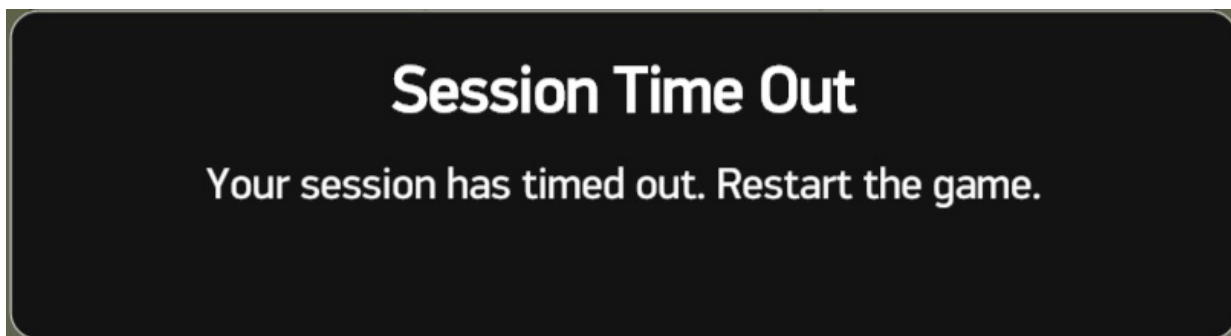 Session Time Out
Your session has timed out. Restart the game.